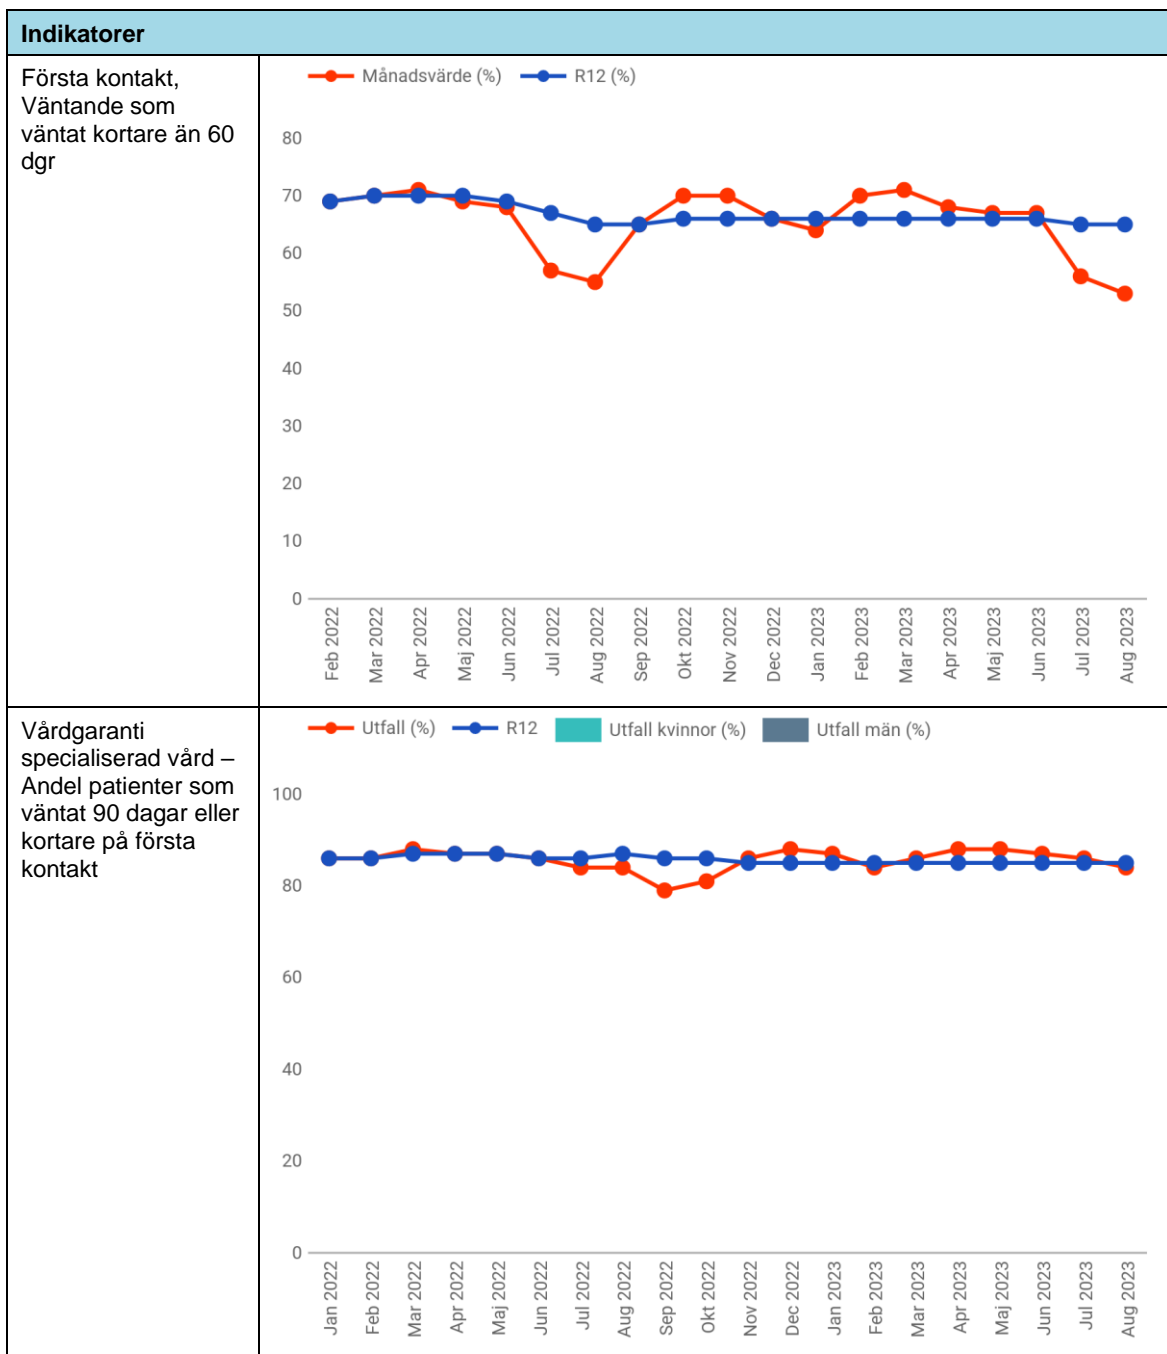 Indikatorer
Första kontakt,
Väntande som
väntat kortare än 60
dgr
Månadsvärde (%) R12 (%)
80
70
60
50
40
30
20
10
0
Feb 2022 Mar 2022 Apr 2022 Maj 2022 Jun 2022 Jul 2022 Aug 2022 Sep 2022 Okt 2022 Nov 2022 Dec 2022 Jan 2023 Feb 2023 Mar 2023 Apr 2023 Maj 2023 Jun 2023 Jul 2023 Aug 2023
Vårdgaranti
specialiserad vård –
Andel patienter som
väntat 90 dagar eller
kortare på första
kontakt
Utfall (%) R12 Utfall kvinnor (%) Utfall män (%)
100
80
60
40
20
0
Jan 2022 Feb 2022 Mar 2022 Apr 2022 Maj 2022 Jun 2022 Jul 2022 Aug 2022 Sep 2022 Okt 2022 Nov 2022 Dec 2022 Jan 2023 Feb 2023 Mar 2023 Apr 2023 Maj 2023 Jun 2023 Jul 2023 Aug 2023